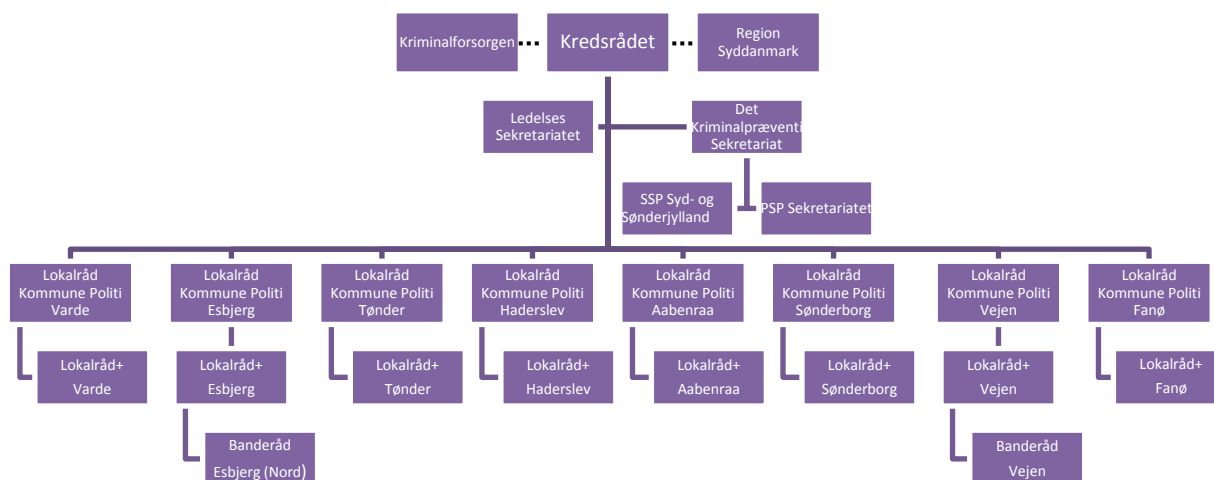 Kriminalforsorgen
Kredsrådet
Region
Syddanmark
Ledelses
Sekretariatet
Det
Kriminalpræventi
Sekretariat
SSP Syd- og
Sønderjylland
PSP Sekretariatet
Lokalråd
Kommune Politi
Varde
Lokalråd
Kommune Politi
Esbjerg
Lokalråd
Kommune Politi
Tønder
Lokalråd
Kommune Politi
Haderslev
Lokalråd
Kommune Politi
Aabenraa
Lokalråd
Kommune Politi
Sønderborg
Lokalråd
Kommune Politi
Vejen
Lokalråd
Kommune Politi
Fanø
Lokalråd+
Varde
Lokalråd+
Esbjerg
Lokalråd+
Tønder
Lokalråd+
Haderslev
Lokalråd+
Aabenraa
Lokalråd+
Sønderborg
Lokalråd+
Vejen
Lokalråd+
Fanø
Banderåd
Esbjerg (Nord)
Banderåd
Vejen